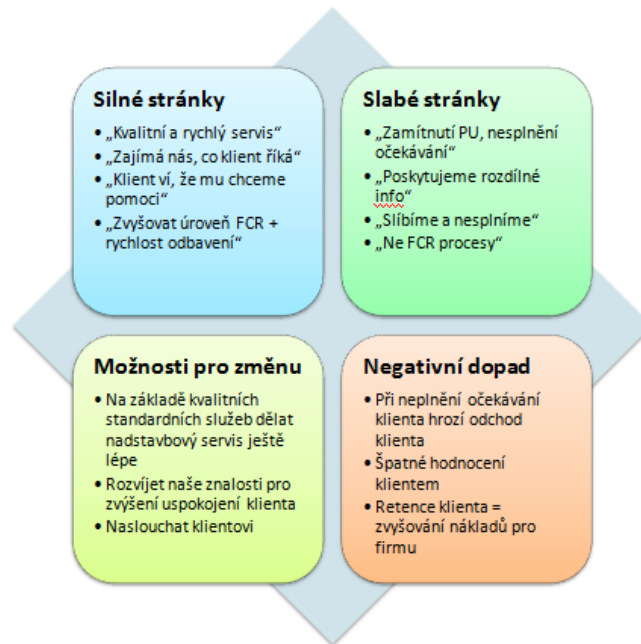 Silné stránky
• „Kvalitní a rychlý servis“
• „Zajímá nás, co klient říká“
• „Klient ví, že mu chceme
pomoci“
• „Zvyšovat úroveň FCR +
rychlost odbavení“
Slabé stránky
• „Zamítnutí PU, nesplnění
očekávání“
• „Poskytujeme rozdílné
info“
• „Slíbíme a nesplníme“
• „Ne FCR procesy“
Možnosti pro změnu
• Na základě kvalitních
standardních služeb dělat
nadstavbový servis ještě
lépe
• Rozvíjet naše znalosti pro
zvýšení uspokojení klienta
• Naslouchat klientovi
Negativní dopad
• Při neplnění očekávání
klienta hrozí odchod
klienta
• Špatné hodnocení
klientem
• Retence klienta =
zvyšování nákladů pro
firmu